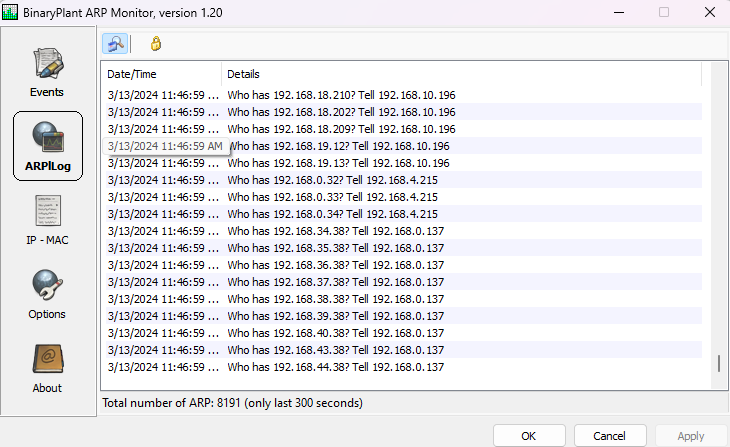 BinaryPlant ARP Monitor, version 1.20
Events
ARPlLog
IP - MAC
Options
About
Date/Time Details
3/13/2024 11:46:59 ... Who has 192.168.18.210? Tell 192.168.10.196
3/13/2024 11:46:59 ... Who has 192.168.18.202? Tell 192.168.10.196
3/13/2024 11:46:59 ... Who has 192.168.18.209? Tell 192.168.10.196
3/13/2024 11:46:59 AM Who has 192.168.19.12? Tell 192.168.10.196
3/13/2024 11:46:59 ... Who has 192.168.19.13? Tell 192.168.10.196
3/13/2024 11:46:59 ... Who has 192.168.0.32? Tell 192.168.4.215
3/13/2024 11:46:59 ... Who has 192.168.0.33? Tell 192.168.4.215
3/13/2024 11:46:59 ... Who has 192.168.0.34? Tell 192.168.4.215
3/13/2024 11:46:59 ... Who has 192.168.34.38? Tell 192.168.0.137
3/13/2024 11:46:59 ... Who has 192.168.35.38? Tell 192.168.0.137
3/13/2024 11:46:59 ... Who has 192.168.36.38? Tell 192.168.0.137
3/13/2024 11:46:59 ... Who has 192.168.37.38? Tell 192.168.0.137
3/13/2024 11:46:59 ... Who has 192.168.38.38? Tell 192.168.0.137
3/13/2024 11:46:59 ... Who has 192.168.39.38? Tell 192.168.0.137
3/13/2024 11:46:59 ... Who has 192.168.40.38? Tell 192.168.0.137
3/13/2024 11:46:59 ... Who has 192.168.43.38? Tell 192.168.0.137
3/13/2024 11:46:59 ... Who has 192.168.44.38? Tell 192.168.0.137
Total number of ARP: 8191 (only last 300 seconds)
OK Cancel Apply